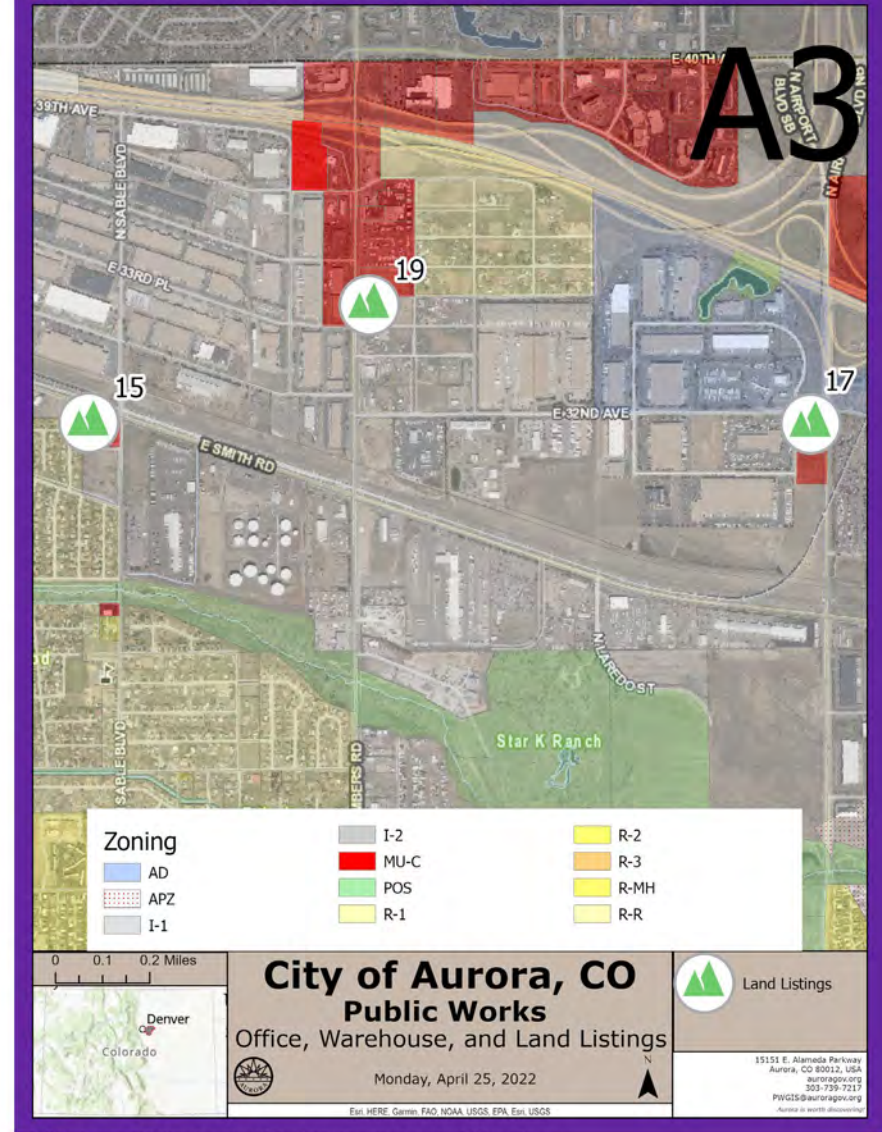 A3
E 40TH A
N AIRPORT
BLVD SB
39TH AVE
N SABLE BLVD
E 33RD PL
19
15
17
E 32ND AVE
E SMITH RD
N LAREDO ST
Star K Ranch
SABLE BLVD
MBERS RD
Zoning
AD
APZ
I-1
I-2
MU-C
POS
R-1
R-2
R-3
R-MH
R-R
0 0.1 0.2 Miles
Denver
Colorado
City of Aurora, CO
Public Works
Office, Warehouse, and Land Listings
Monday, April 25, 2022
N
AURORA
Esri, HERE, Garmin, FAO, NOAA, USGS, EPA, Esri, USGS
Land Listings
15151 E. Alameda Parkway
Aurora, CO 80012, USA
auroragov.org
303-739-7217
PWGIS@auroragov.org
Aurora is worth discovering!